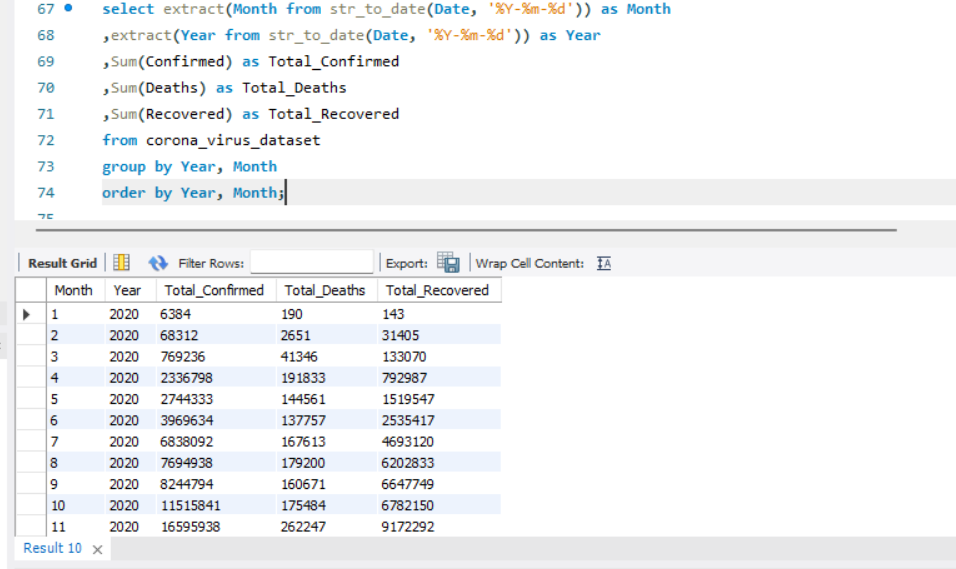 67 select extract(Month from str_to_date(Date, '%Y-%m-%d')) as Month
68 ,extract(Year from str_to_date(Date, '%Y-%m-%d')) as Year
69 ,Sum(Confirmed) as Total_Confirmed
70 ,Sum(Deaths) as Total_Deaths
71 ,Sum(Recovered) as Total_Recovered
72 from corona_virus_dataset
73 group by Year, Month
74 order by Year, Month;
75
Result Grid Filter Rows: Export: Wrap Cell Content: IA
Month Year Total_Confirmed Total_Deaths Total_Recovered
1 2020 6384 190 143
2 2020 68312 2651 31405
3 2020 769236 41346 133070
4 2020 2336798 191833 792987
5 2020 2744333 144561 1519547
6 2020 3969634 137757 2535417
7 2020 6838092 167613 4693120
8 2020 7694938 179200 6202833
9 2020 8244794 160671 6647749
10 2020 11515841 175484 6782150
11 2020 16595938 262247 9172292
Result 10